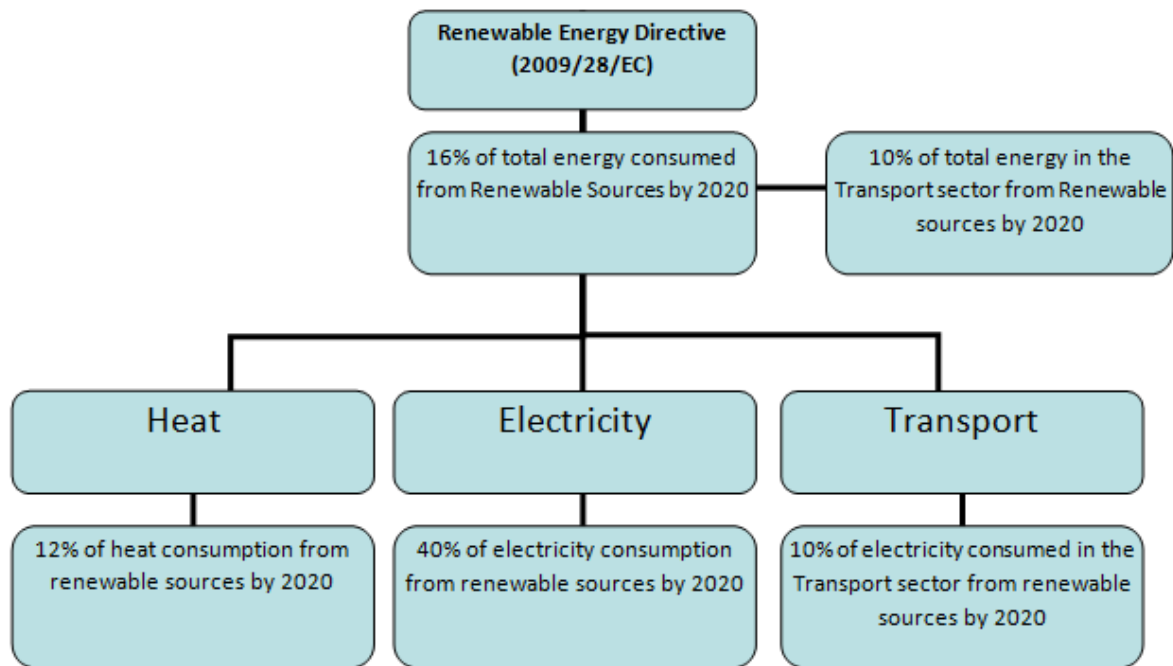 Renewable Energy Directive
(2009/28/EC)
16% of total energy consumed
from Renewable Sources by 2020
10% of total energy in the
Transport sector from Renewable
sources by 2020
Heat
Electricity
Transport
12% of heat consumption from
renewable sources by 2020
40% of electricity consumption
from renewable sources by 2020
10% of electricity consumed in the
Transport sector from renewable
sources by 2020